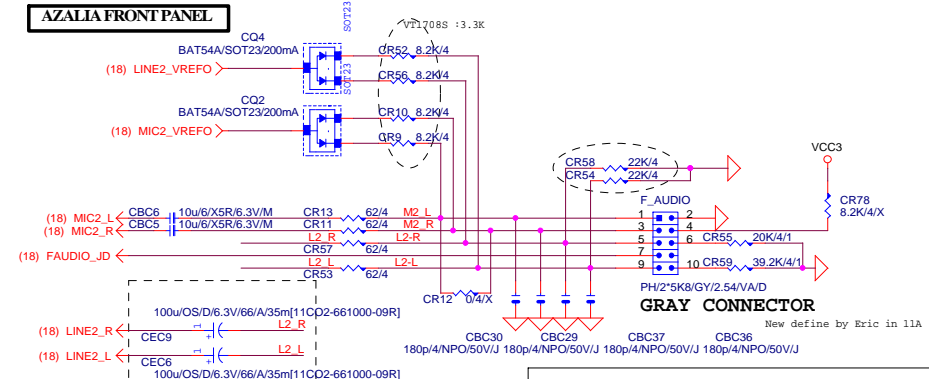 AZALIA FRONT PANEL
SOT23
VT1708S :3.3K
CQ4
BAT54A/SOT23/200mA
CR52 8.2K/4
(18) LINE2_VREFO
SOT23
CR56 8.2K/4
CQ2
BAT54A/SOT23/200mA
CR10 8.2K/4
(18) MIC2_VREFO
CR9 8.2K/4
VCC3
CR58 22K/4
CR54 22K/4
CR78
8.2K/4/X
F_AUDIO
(18) MIC2_L CBC6 10u/6/X5R/6.3V/M CR13 62/4 M2_L 1 2
(18) MIC2_R CBC5 10u/6/X5R/6.3V/M CR11 62/4 M2_R 3 4
L2_R 62/4 L2-R 5 6 CR55 20K/4/1
(18) FAUDIO_JD CR57 7
L2_L 62/4 L2-L 9 10 CR59 39.2K/4/1
CR53
PH/2*5K8/GY/2.54/VA/D
CR12 0/4/X
GRAY CONNECTOR
New define by Eric in 11A
100u/OS/D/6.3V/66/A/35m[11CO2-661000-09R]
(18) LINE2_R 1 + L2_R
CEC9
CBC30 CBC29 CBC37 CBC36
180p/4/NPO/50V/J 180p/4/NPO/50V/J 180p/4/NPO/50V/J 180p/4/NPO/50V/J
(18) LINE2_L 1 + L2_L
CEC6
100u/OS/D/6.3V/66/A/35m[11CO2-661000-09R]